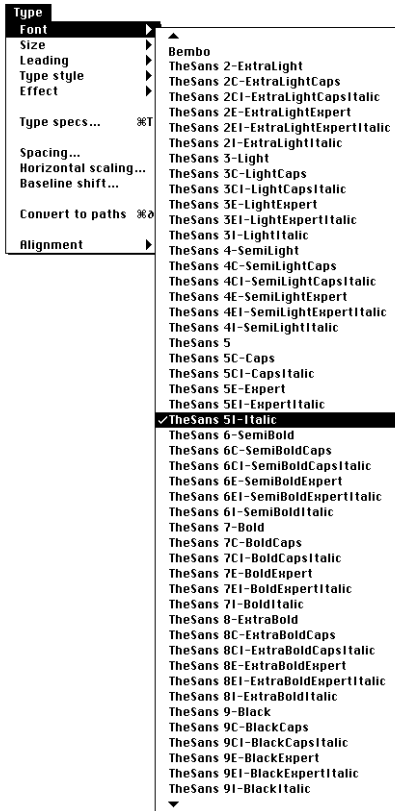 Type
Font
Size
Leading
Type style
Effect
Type specs... ⌘T
Spacing...
Horizontal scaling...
Baseline shift...
Convert to paths ⌘∂
Alignment
Bembo
TheSans 2-ExtraLight
TheSans 2C-ExtraLightCaps
TheSans 2CI-ExtraLightCapsItalic
TheSans 2E-ExtraLightExpert
TheSans 2EI-ExtraLightExpertItalic
TheSans 2I-ExtraLightItalic
TheSans 3-Light
TheSans 3C-LightCaps
TheSans 3CI-LightCapsItalic
TheSans 3E-LightExpert
TheSans 3EI-LightExpertItalic
TheSans 3I-LightItalic
TheSans 4-SemiLight
TheSans 4C-SemiLightCaps
TheSans 4CI-SemiLightCapsItalic
TheSans 4E-SemiLightExpert
TheSans 4EI-SemiLightExpertItalic
TheSans 4I-SemiLightItalic
TheSans 5
TheSans 5C-Caps
TheSans 5CI-CapsItalic
TheSans 5E-Expert
TheSans 5EI-ExpertItalic
✓TheSans 5I-Italic
TheSans 6-SemiBold
TheSans 6C-SemiBoldCaps
TheSans 6CI-SemiBoldCapsItalic
TheSans 6E-SemiBoldExpert
TheSans 6EI-SemiBoldExpertItalic
TheSans 6I-SemiBoldItalic
TheSans 7-Bold
TheSans 7C-BoldCaps
TheSans 7CI-BoldCapsItalic
TheSans 7E-BoldExpert
TheSans 7EI-BoldExpertItalic
TheSans 7I-BoldItalic
TheSans 8-ExtraBold
TheSans 8C-ExtraBoldCaps
TheSans 8CI-ExtraBoldCapsItalic
TheSans 8E-ExtraBoldExpert
TheSans 8EI-ExtraBoldExpertItalic
TheSans 8I-ExtraBoldItalic
TheSans 9-Black
TheSans 9C-BlackCaps
TheSans 9CI-BlackCapsItalic
TheSans 9E-BlackExpert
TheSans 9EI-BlackExpertItalic
TheSans 9I-BlackItalic